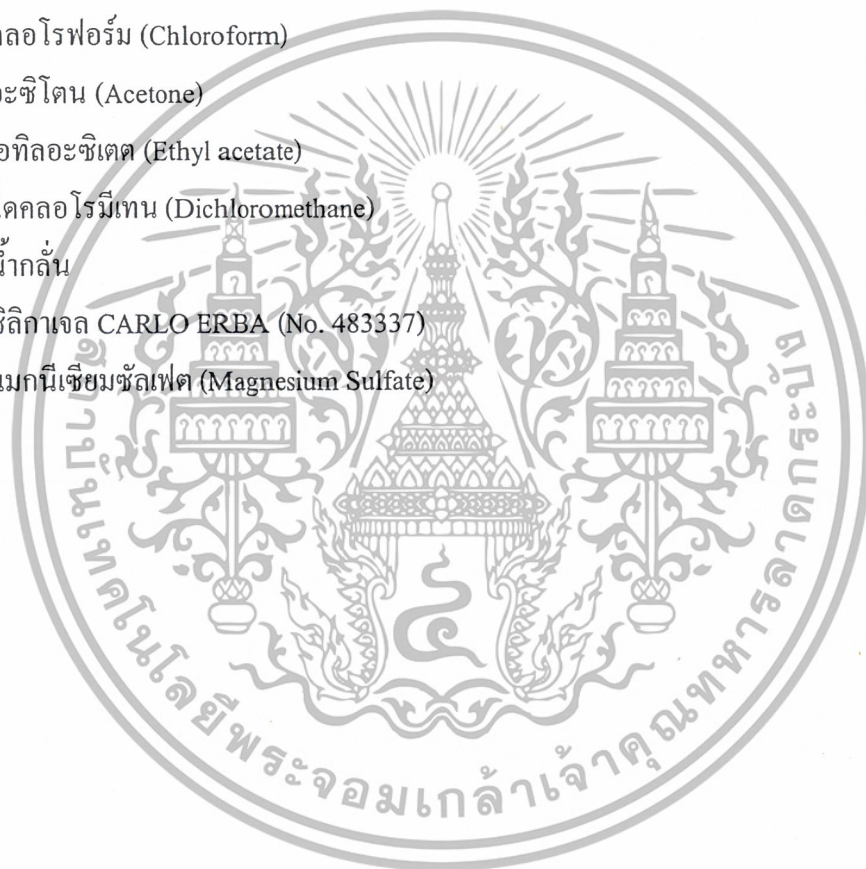 คลอโรฟอร์ม (Chloroform)
อะซิโตน (Acetone)
อทิลอะซิเตต (Ethyl acetate)
ดคลอโรมีเทน (Dichloromethane)
น้ำกลั่น
ซิลิกาเจล CARLO ERBA (No. 483337)
แมกนีเซียมซัลเฟต (Magnesium Sulfate)
สถาบันเทคโนโลยีพระจอมเกล้าเจ้าคุณทหารลาดกระบัง
๔